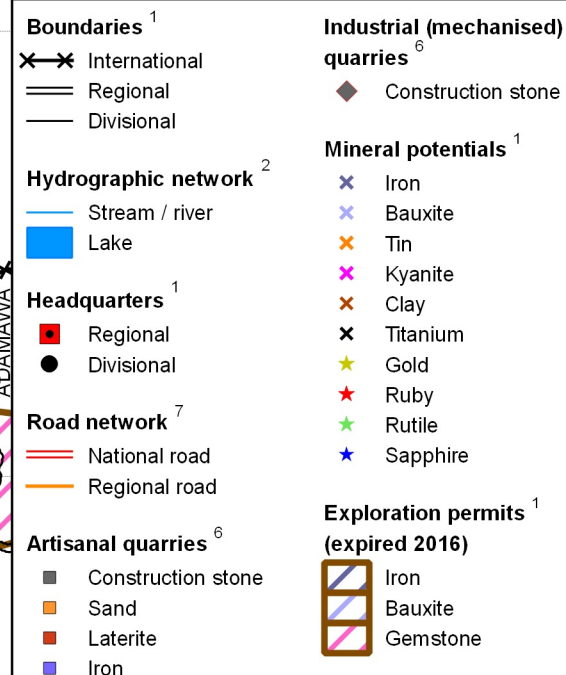 Boundaries 1
International
Regional
Divisional
Hydrographic network 2
Stream / river
Lake
Headquarters 1
Regional
Divisional
Road network 7
National road
Regional road
Artisanal quarries 6
Construction stone
Sand
Laterite
Iron
Industrial (mechanised)
quarries 6
Construction stone
Mineral potentials 1
Iron
Bauxite
Tin
Kyanite
Clay
Titanium
Gold
Ruby
Rutile
Sapphire
Exploration permits 1
(expired 2016)
Iron
Bauxite
Gemstone
ADAMAWA